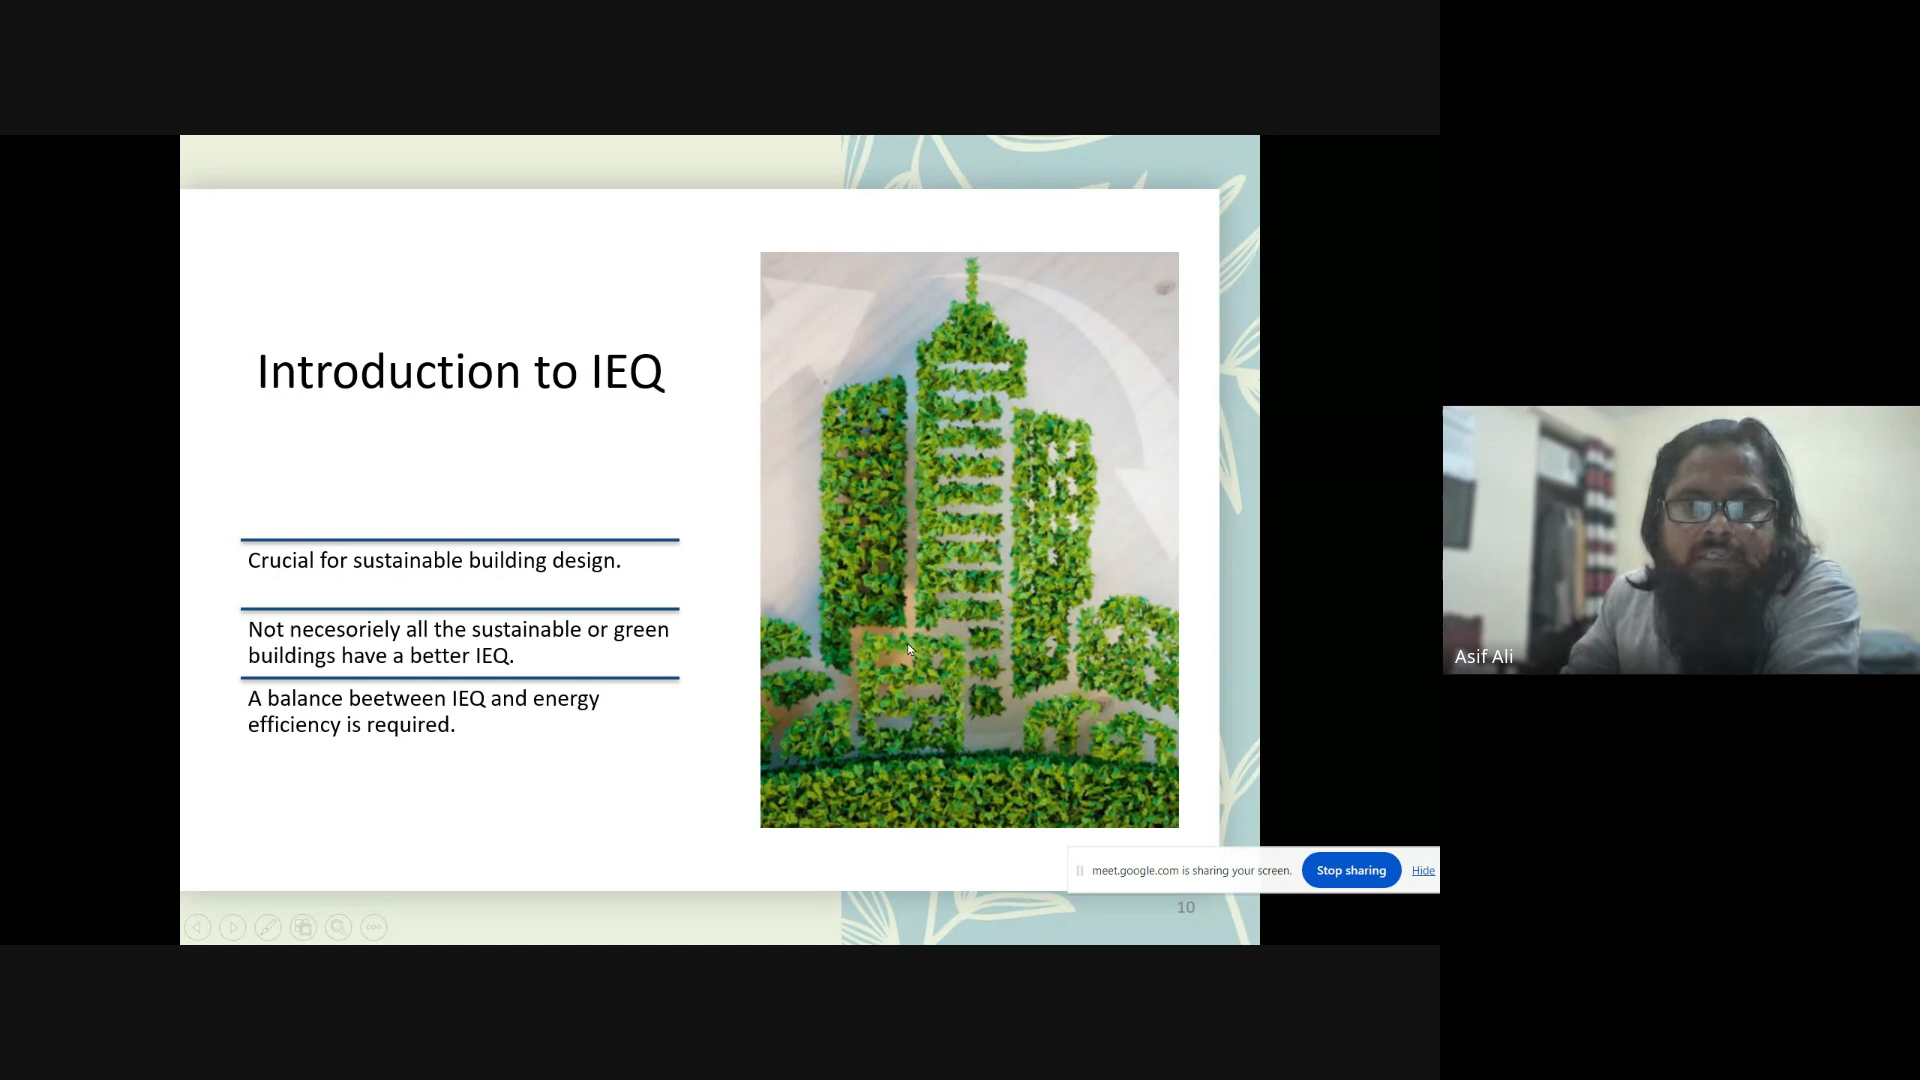 Introduction to IEQ
Crucial for sustainable building design.
Not necesoriely all the sustainable or green
buildings have a better IEQ.
A balance beetween IEQ and energy
efficiency is required.
meet.google.com is sharing your screen.
Stop sharing
Hide
10
Asif Ali